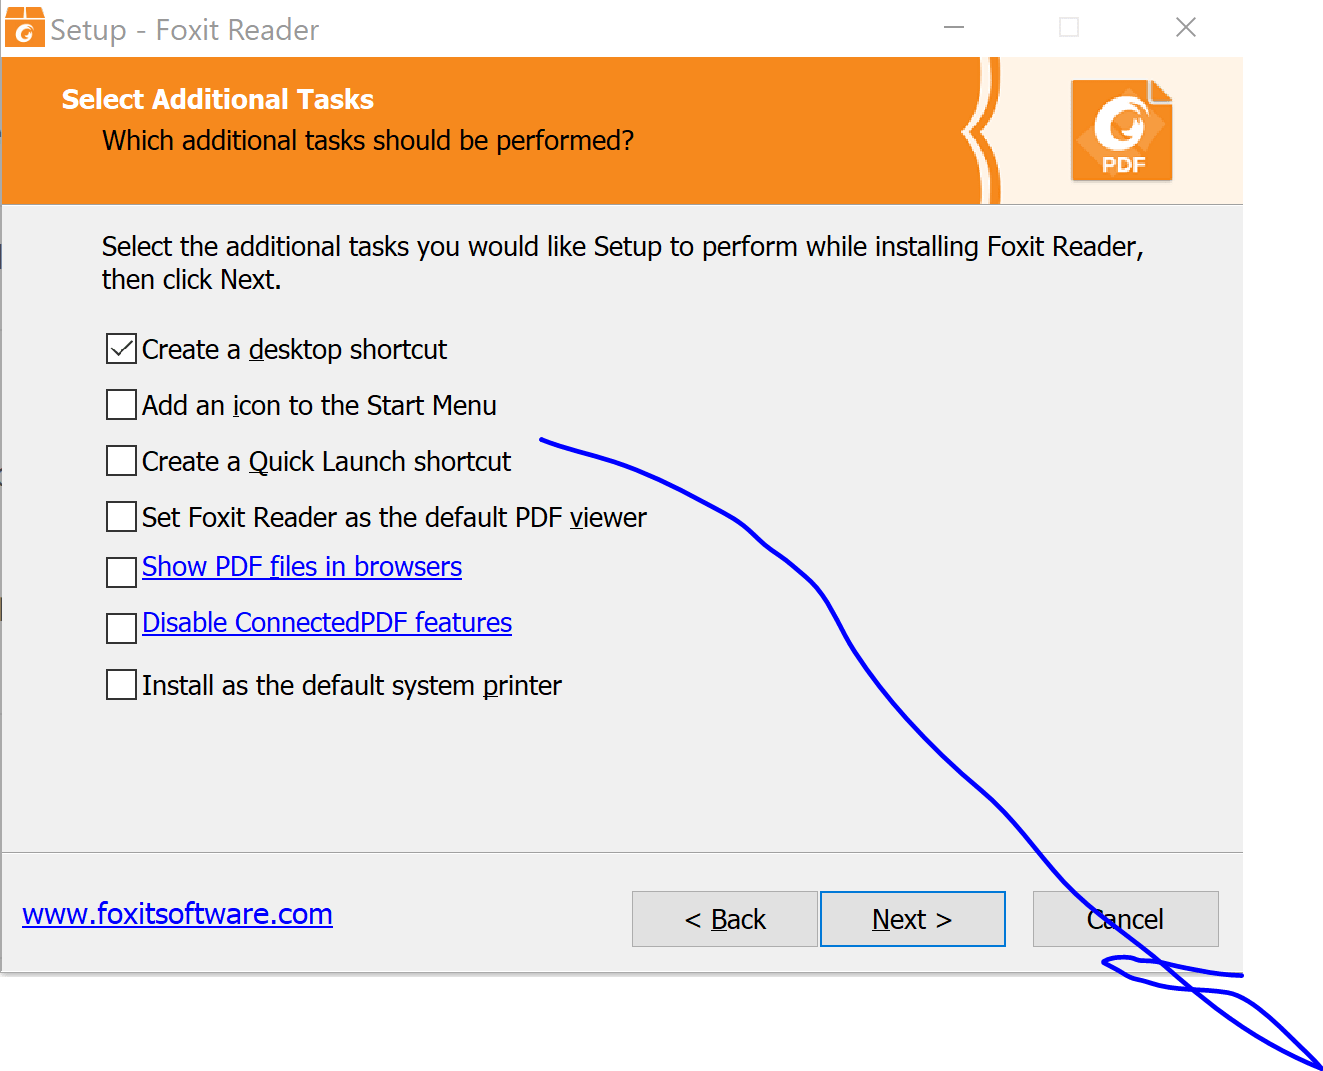 Setup - Foxit Reader
Select Additional Tasks
Which additional tasks should be performed?
PDF
Select the additional tasks you would like Setup to perform while installing Foxit Reader,
then click Next.
Create a desktop shortcut
Add an icon to the Start Menu
Create a Quick Launch shortcut
Set Foxit Reader as the default PDF viewer
Show PDF files in browsers
Disable ConnectedPDF features
Install as the default system printer
www.foxitsoftware.com
< Back
Next >
Cancel